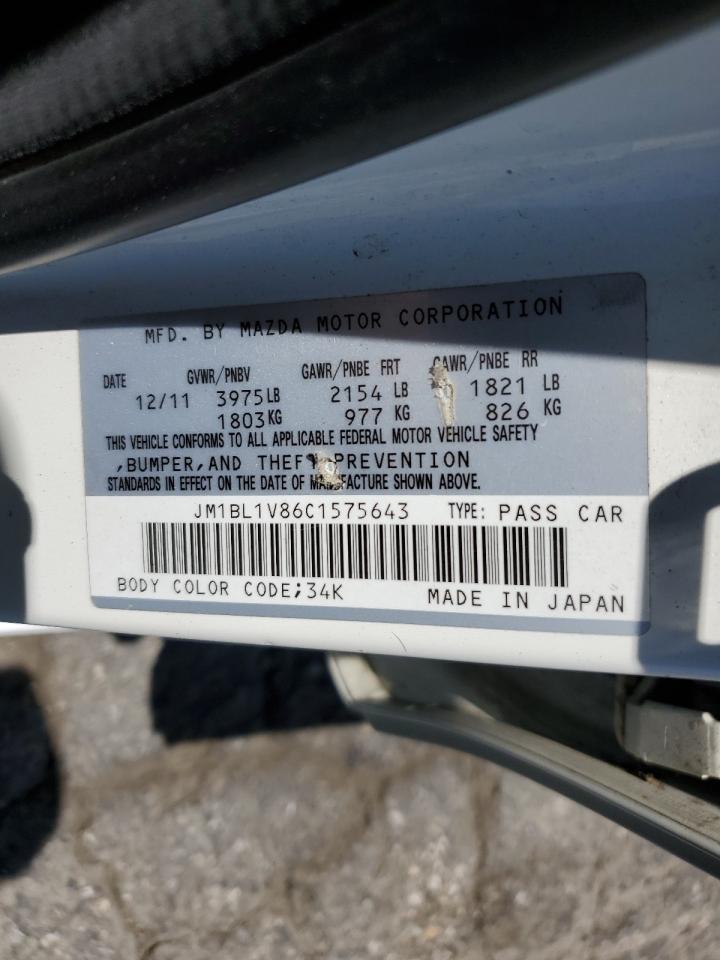 MFD. BY MAZDA MOTOR CORPORATION
DATE GVWR/PNBV GAWR/PNBE FRT GAWR/PNBE RR
12/11 3975LB 2154 LB 1821 LB
1803KG 977 KG 826 KG
THIS VEHICLE CONFORMS TO ALL APPLICABLE FEDERAL MOTOR VEHICLE SAFETY
,BUMPER,AND THEFT PREVENTION
STANDARDS IN EFFECT ON THE DATE OF MANUFACTURE SHOWN ABOVE.
JM1BL1V86C1575643 TYPE: PASS CAR
BODY COLOR CODE;34K MADE IN JAPAN